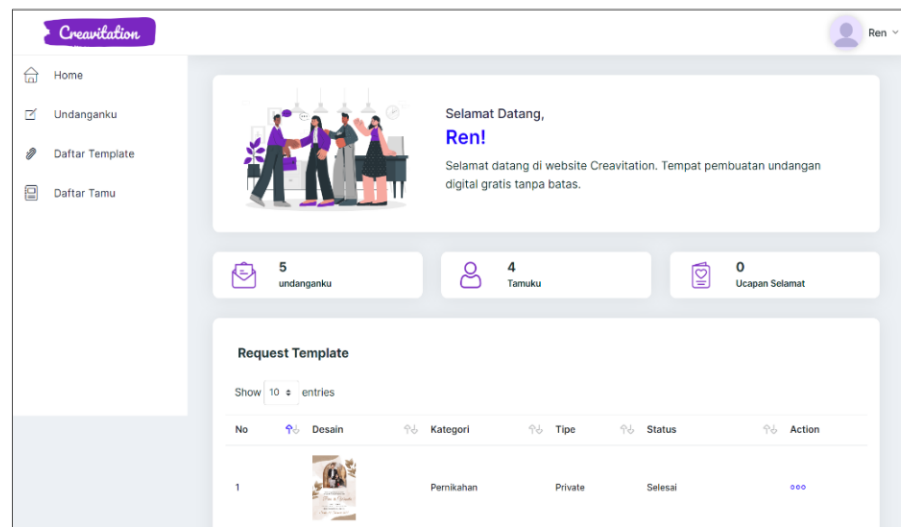 Creavitation
Ren
Home
Undanganku
Daftar Template
Daftar Tamu
Selamat Datang,
Ren!
Selamat datang di website Creavitation. Tempat pembuatan undangan
digital gratis tanpa batas.
5
undanganku
4
Tamuku
0
Ucapan Selamat
Request Template
Show 10 entries
No Desain Kategori Tipe Status Action
1 Pernikahan Private Selesai